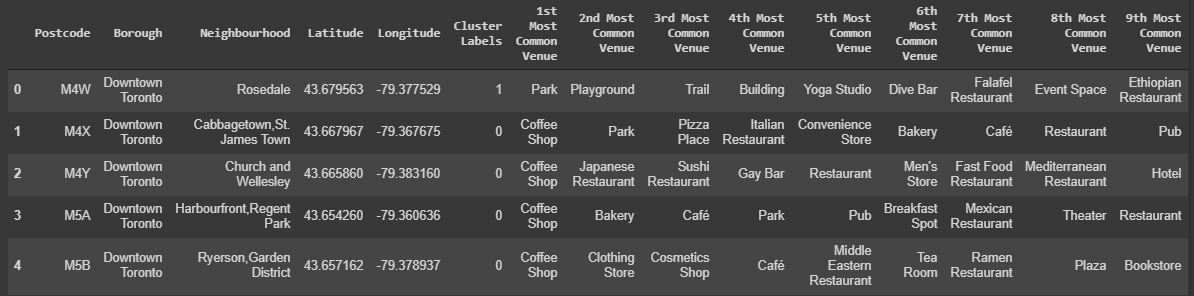 Postcode Borough Neighbourhood Latitude Longitude Cluster Labels 1st Most Common Venue 2nd Most Common Venue 3rd Most Common Venue 4th Most Common Venue 5th Most Common Venue 6th Most Common Venue 7th Most Common Venue 8th Most Common Venue 9th Most Common Venue
0 M4W Downtown Toronto Rosedale 43.679563 -79.377529 1 Park Playground Trail Building Yoga Studio Dive Bar Falafel Restaurant Event Space Ethiopian Restaurant
1 M4X Downtown Toronto Cabbagetown,St. James Town 43.667967 -79.367675 0 Coffee Shop Park Pizza Place Italian Restaurant Convenience Store Bakery Café Restaurant Pub
2 M4Y Downtown Toronto Church and Wellesley 43.665860 -79.383160 0 Coffee Shop Japanese Restaurant Sushi Restaurant Gay Bar Restaurant Men's Store Fast Food Restaurant Mediterranean Restaurant Hotel
3 M5A Downtown Toronto Harbourfront,Regent Park 43.654260 -79.360636 0 Coffee Shop Bakery Café Park Pub Breakfast Spot Mexican Restaurant Theater Restaurant
4 M5B Downtown Toronto Ryerson,Garden District 43.657162 -79.378937 0 Coffee Shop Clothing Store Cosmetics Shop Café Middle Eastern Restaurant Tea Room Ramen Restaurant Plaza Bookstore